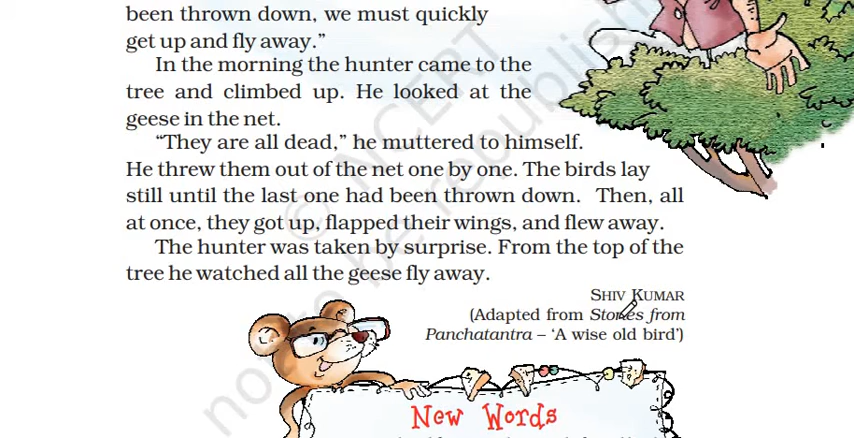 been thrown down, we must quickly
get up and fly away.”
In the morning the hunter came to the
tree and climbed up. He looked at the
geese in the net.
“They are all dead,” he muttered to himself.
He threw them out of the net one by one. The birds lay
still until the last one had been thrown down. Then, all
at once, they got up, flapped their wings, and flew away.
The hunter was taken by surprise. From the top of the
tree he watched all the geese fly away.
SHIV KUMAR
(Adapted from Stories from
Panchatantra – ‘A wise old bird’)
New Words
© NCERT
not to be republish